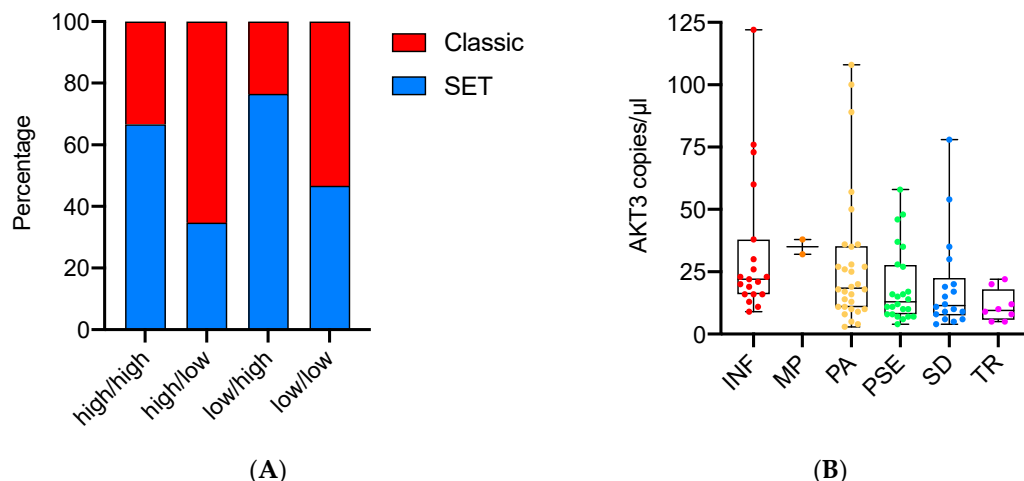 Percentage
100
80
60
40
20
0
high/high
high/low
low/high
low/low
Classic
SET
(A)
AKT3 copies/µl
125
100
75
50
25
0
INF
MP
PA
PSE
SD
TR
(B)